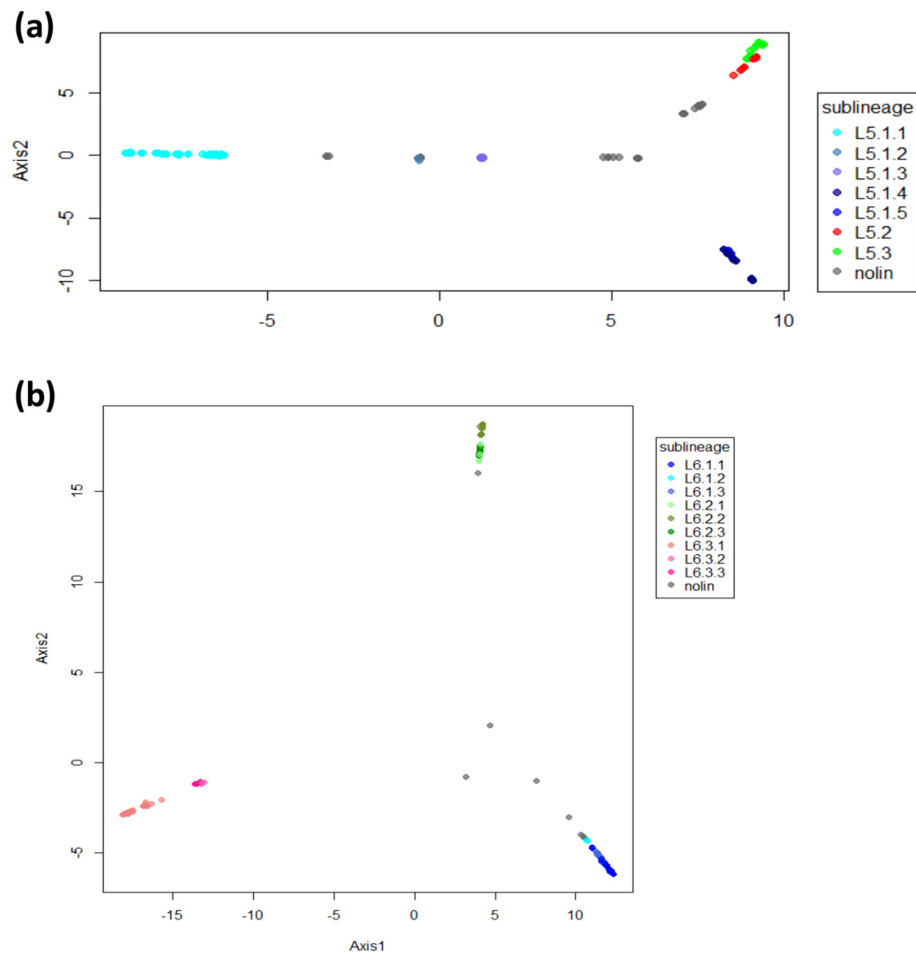 (a)
Axis2
5
0
-5
-10
-5
0
5
10
sublineage
L5.1.1
L5.1.2
L5.1.3
L5.1.4
L5.1.5
L5.2
L5.3
nolin
(b)
Axis2
15
10
5
0
-5
-15
-10
-5
0
5
10
Axis1
sublineage
L6.1.1
L6.1.2
L6.1.3
L6.2.1
L6.2.2
L6.2.3
L6.3.1
L6.3.2
L6.3.3
nolin